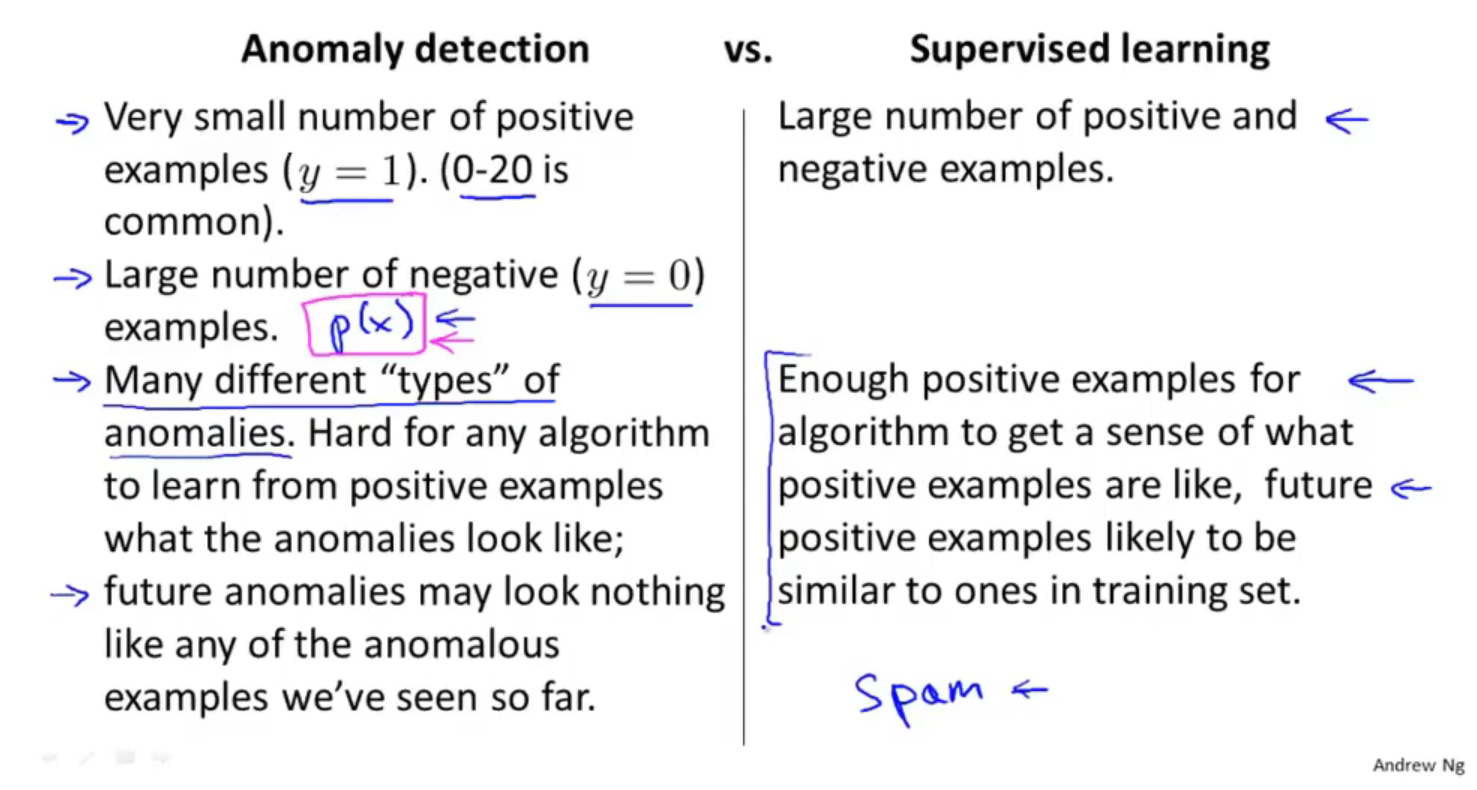 Anomaly detection vs. Supervised learning
Very small number of positive
examples (y = 1). (0-20 is
common).
Large number of negative (y = 0)
examples. p(x)
Many different “types” of
anomalies. Hard for any algorithm
to learn from positive examples
what the anomalies look like;
future anomalies may look nothing
like any of the anomalous
examples we’ve seen so far.
Large number of positive and
negative examples.
Enough positive examples for
algorithm to get a sense of what
positive examples are like, future
positive examples likely to be
similar to ones in training set.
Spam
Andrew Ng